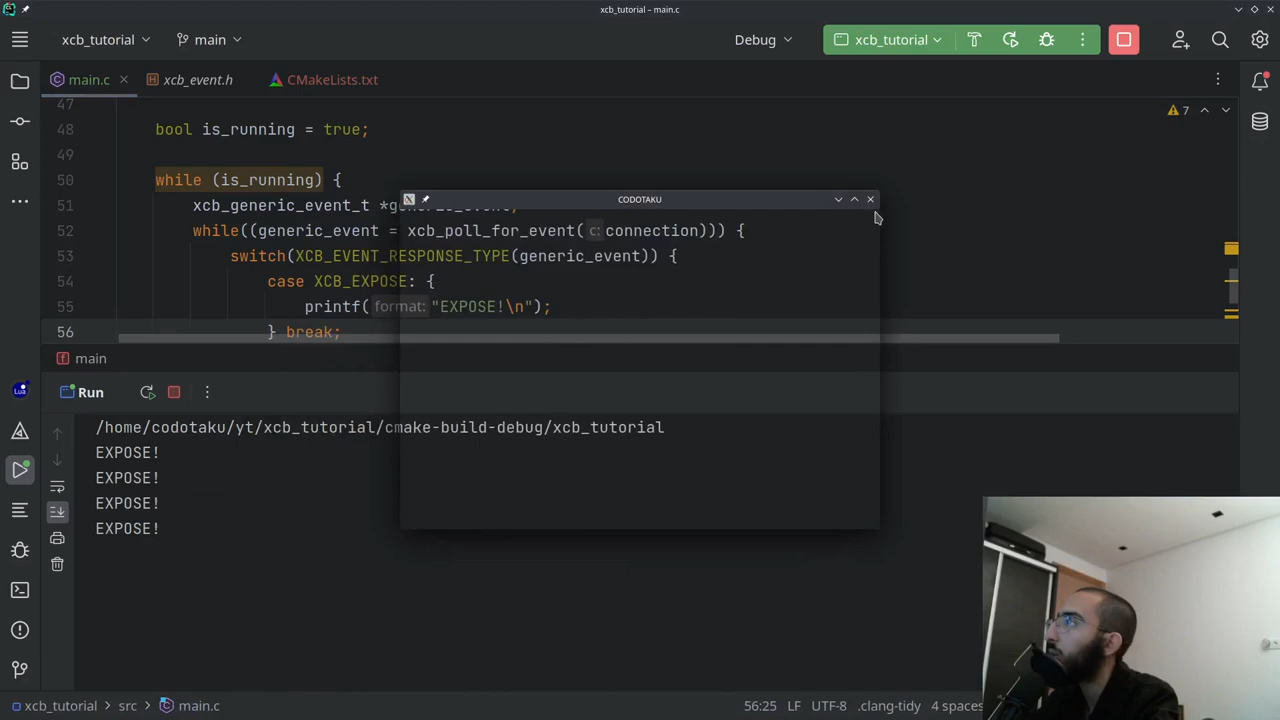 xcb_tutorial – main.c
xcb_tutorial
main
Debug
xcb_tutorial
main.c
xcb_event.h
CMakeLists.txt
47
48 bool is_running = true;
7
49
50 while (is_running) {
51 xcb_generic_event_t *generic_event;
CODOTAKU
52 while((generic_event = xcb_poll_for_event( c: connection))) {
53 switch(XCB_EVENT_RESPONSE_TYPE(generic_event)) {
54 case XCB_EXPOSE: {
55 printf( format: "EXPOSE!\n");
56 } break;
f main
Run
/home/codotaku/yt/xcb_tutorial/cmake-build-debug/xcb_tutorial
EXPOSE!
EXPOSE!
EXPOSE!
EXPOSE!
Lua
xcb_tutorial
src
main.c
56:25
LF
UTF-8
.clang-tidy
4 spaces